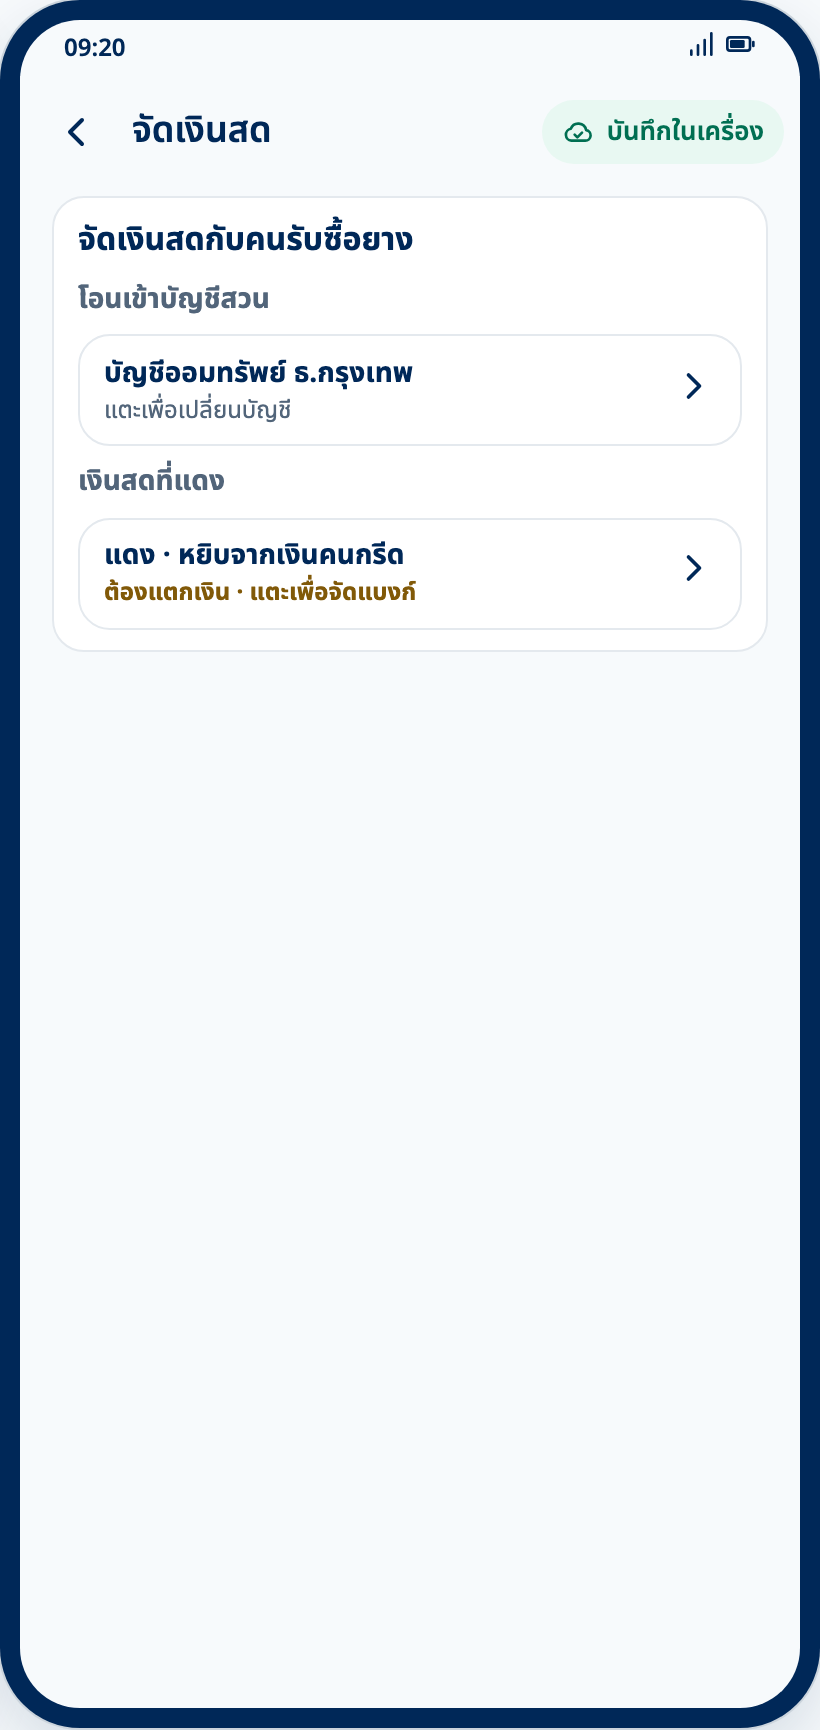 09:20
จัดเงินสด
บันทึกในเครื่อง
จัดเงินสดกับคนรับซื้อยาง
โอนเข้าบัญชีสวน
บัญชีออมทรัพย์ ธ.กรุงเทพ
แตะเพื่อเปลี่ยนบัญชี
เงินสดที่แดง
แดง · หยิบจากเงินคนกรีด
ต้องแตกเงิน · แตะเพื่อจัดแบงก์